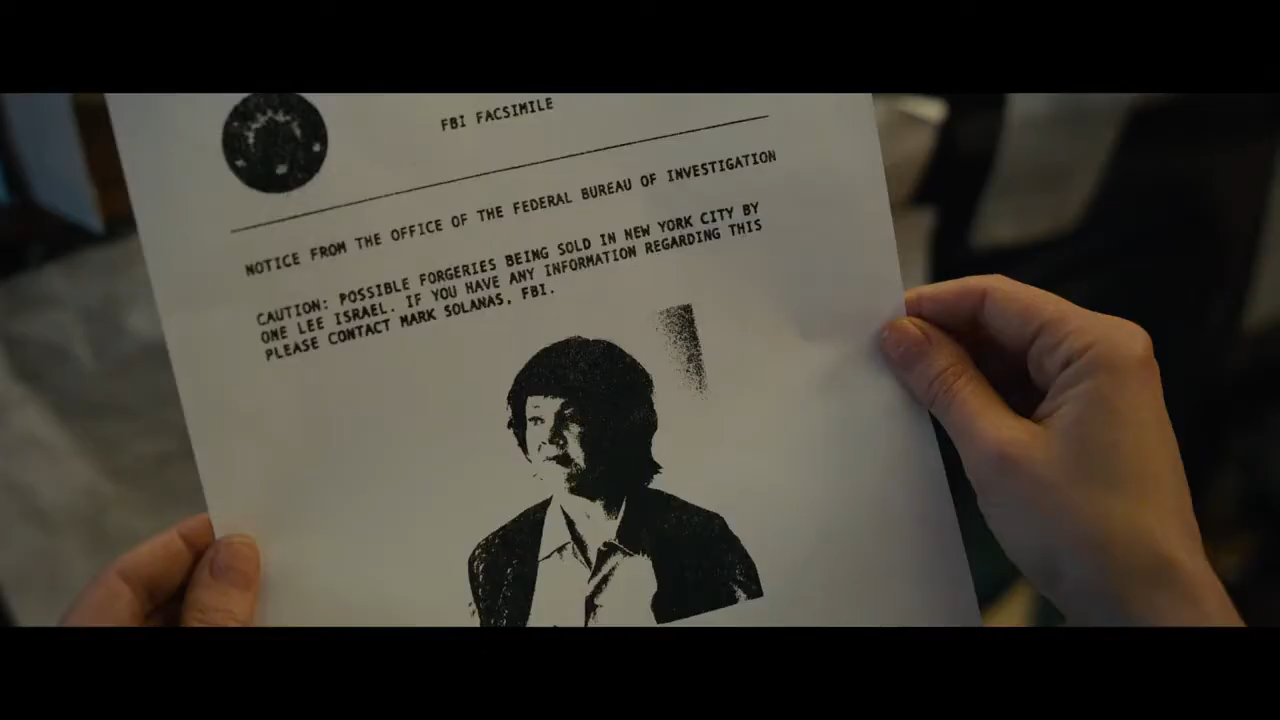 FBI FACSIMILE
NOTICE FROM THE OFFICE OF THE FEDERAL BUREAU OF INVESTIGATION
CAUTION: POSSIBLE FORGERIES BEING SOLD IN NEW YORK CITY BY
ONE LEE ISRAEL. IF YOU HAVE ANY INFORMATION REGARDING THIS
PLEASE CONTACT MARK SOLANAS, FBI.